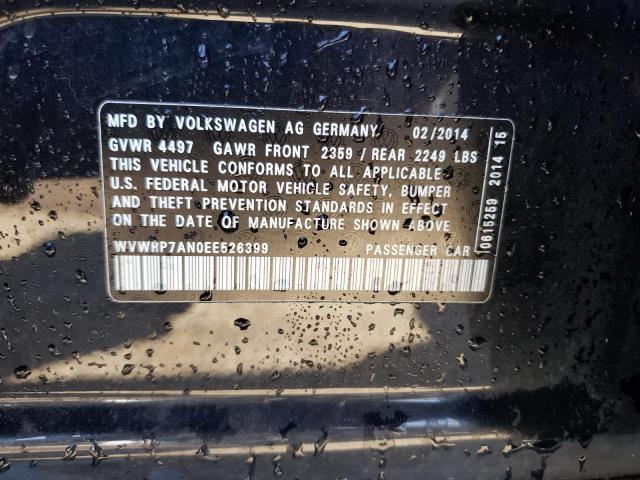 MFD BY VOLKSWAGEN AG GERMANY 02/2014
GVWR 4497 GAWR FRONT 2359 / REAR 2249 LBS
THIS VEHICLE CONFORMS TO ALL APPLICABLE
U.S. FEDERAL MOTOR VEHICLE SAFETY, BUMPER
AND THEFT PREVENTION STANDARDS IN EFFECT
ON THE DATE OF MANUFACTURE SHOWN ABOVE
WVWRP7AN0EE526399 PASSENGER CAR
10615259 2014 15